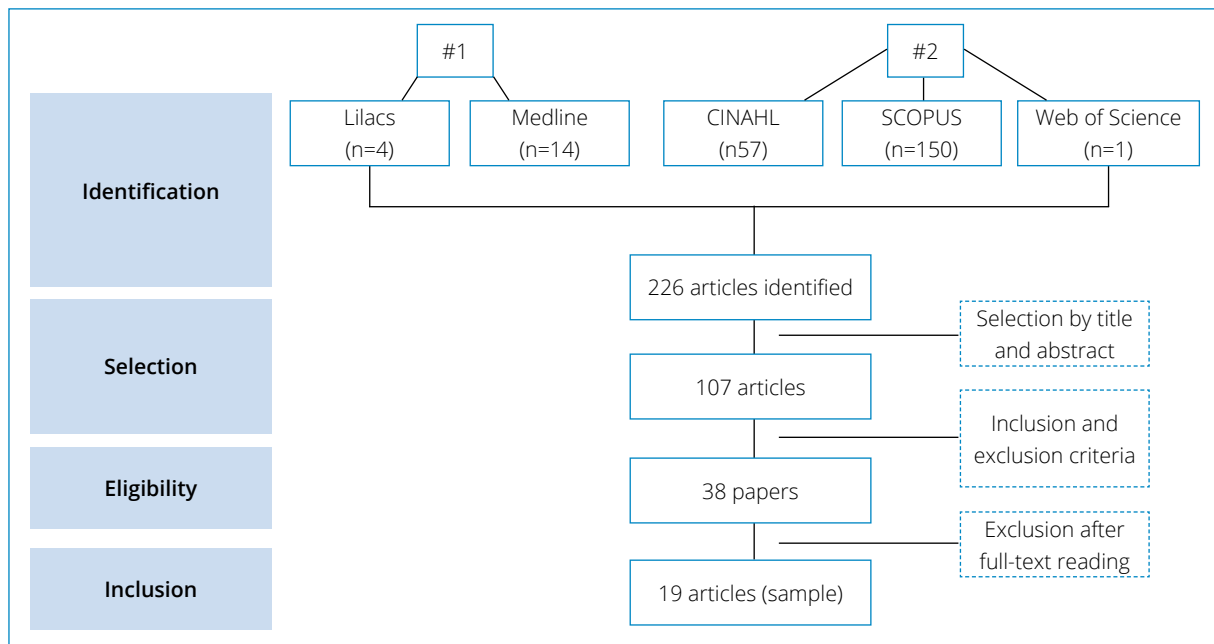 #1
#2
Lilacs
(n=4)
Medline
(n=14)
CINAHL
(n57)
SCOPUS
(n=150)
Web of Science
(n=1)
Identification
226 articles identified
Selection by title
and abstract
Selection
107 articles
Inclusion and
exclusion criteria
Eligibility
38 papers
Exclusion after
full-text reading
Inclusion
19 articles (sample)